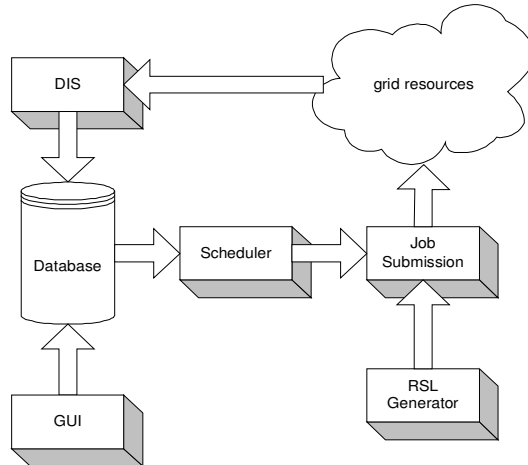 DIS
grid resources
Database
Scheduler
Job
Submission
GUI
RSL
Generator